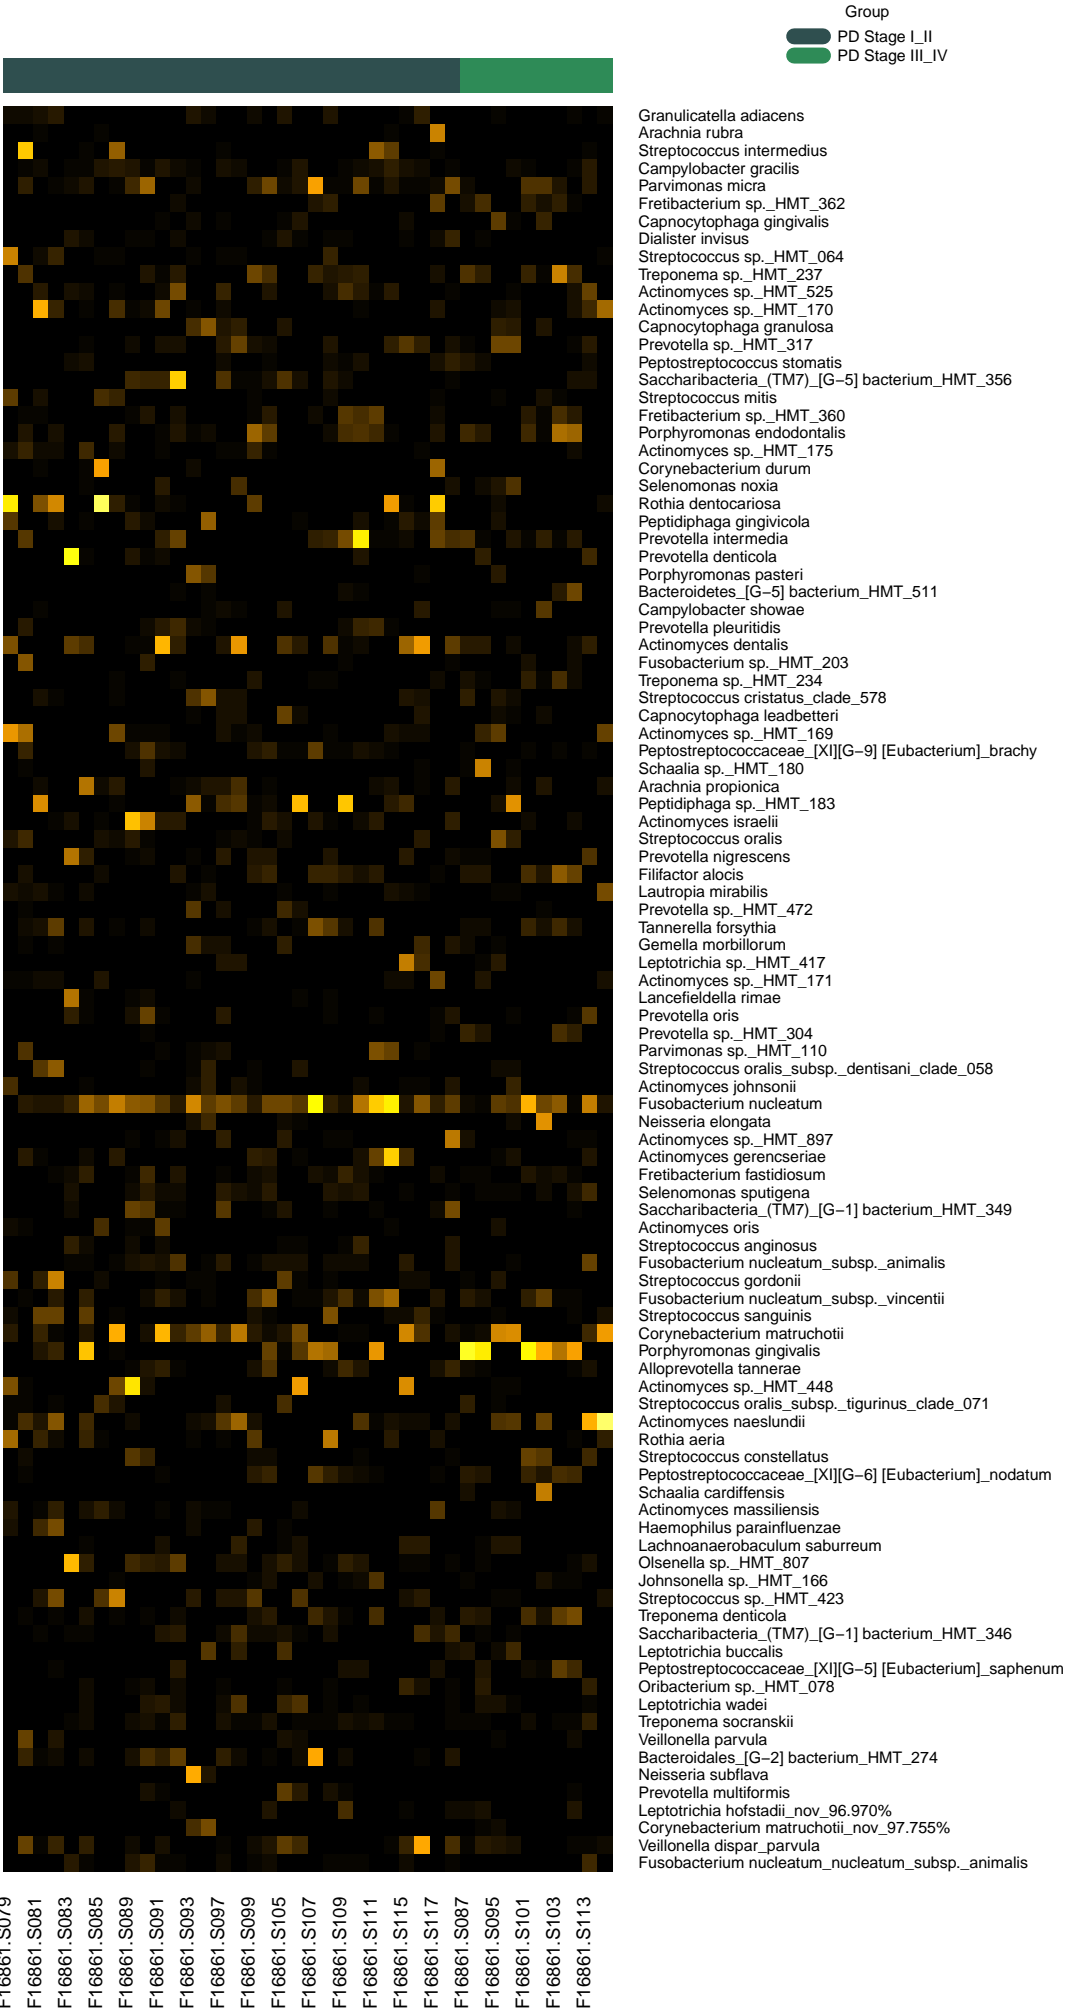 Group
PD Stage I_II
PD Stage III_IV
Granulicatella adiacens
Arachnia rubra
Streptococcus intermedius
Campylobacter gracilis
Parvimonas micra
Fretibacterium sp._HMT_362
Capnocytophaga gingivalis
Dialister invisus
Streptococcus sp._HMT_064
Treponema sp._HMT_237
Actinomyces sp._HMT_525
Actinomyces sp._HMT_170
Capnocytophaga granulosa
Prevotella sp._HMT_317
Peptostreptococcus stomatis
Saccharibacteria_(TM7)_[G−5] bacterium_HMT_356
Streptococcus mitis
Fretibacterium sp._HMT_360
Porphyromonas endodontalis
Actinomyces sp._HMT_175
Corynebacterium durum
Selenomonas noxia
Rothia dentocariosa
Peptidiphaga gingivicola
Prevotella intermedia
Prevotella denticola
Porphyromonas pasteri
Bacteroidetes_[G−5] bacterium_HMT_511
Campylobacter showae
Prevotella pleuritidis
Actinomyces dentalis
Fusobacterium sp._HMT_203
Treponema sp._HMT_234
Streptococcus cristatus_clade_578
Capnocytophaga leadbetteri
Actinomyces sp._HMT_169
Peptostreptococcaceae_[XI][G−9] [Eubacterium]_brachy
Schaalia sp._HMT_180
Arachnia propionica
Peptidiphaga sp._HMT_183
Actinomyces israelii
Streptococcus oralis
Prevotella nigrescens
Filifactor alocis
Lautropia mirabilis
Prevotella sp._HMT_472
Tannerella forsythia
Gemella morbillorum
Leptotrichia sp._HMT_417
Actinomyces sp._HMT_171
Lancefieldella rimae
Prevotella oris
Prevotella sp._HMT_304
Parvimonas sp._HMT_110
Streptococcus oralis_subsp._dentisani_clade_058
Actinomyces johnsonii
Fusobacterium nucleatum
Neisseria elongata
Actinomyces sp._HMT_897
Actinomyces gerencseriae
Fretibacterium fastidiosum
Selenomonas sputigena
Saccharibacteria_(TM7)_[G−1] bacterium_HMT_349
Actinomyces oris
Streptococcus anginosus
Fusobacterium nucleatum_subsp._animalis
Streptococcus gordonii
Fusobacterium nucleatum_subsp._vincentii
Streptococcus sanguinis
Corynebacterium matruchotii
Porphyromonas gingivalis
Alloprevotella tannerae
Actinomyces sp._HMT_448
Streptococcus oralis_subsp._tigurinus_clade_071
Actinomyces naeslundii
Rothia aeria
Streptococcus constellatus
Peptostreptococcaceae_[XI][G−6] [Eubacterium]_nodatum
Schaalia cardiffensis
Actinomyces massiliensis
Haemophilus parainfluenzae
Lachnoanaerobaculum saburreum
Olsenella sp._HMT_807
Johnsonella sp._HMT_166
Streptococcus sp._HMT_423
Treponema denticola
Saccharibacteria_(TM7)_[G−1] bacterium_HMT_346
Leptotrichia buccalis
Peptostreptococcaceae_[XI][G−5] [Eubacterium]_saphenum
Oribacterium sp._HMT_078
Leptotrichia wadei
Treponema socranskii
Veillonella parvula
Bacteroidales_[G−2] bacterium_HMT_274
Neisseria subflava
Prevotella multiformis
Leptotrichia hofstadii_nov_96.970%
Corynebacterium matruchotii_nov_97.755%
Veillonella dispar_parvula
Fusobacterium nucleatum_nucleatum_subsp._animalis
F16861.S079
F16861.S081
F16861.S083
F16861.S085
F16861.S089
F16861.S091
F16861.S093
F16861.S097
F16861.S099
F16861.S105
F16861.S107
F16861.S109
F16861.S111
F16861.S115
F16861.S117
F16861.S087
F16861.S095
F16861.S101
F16861.S103
F16861.S113